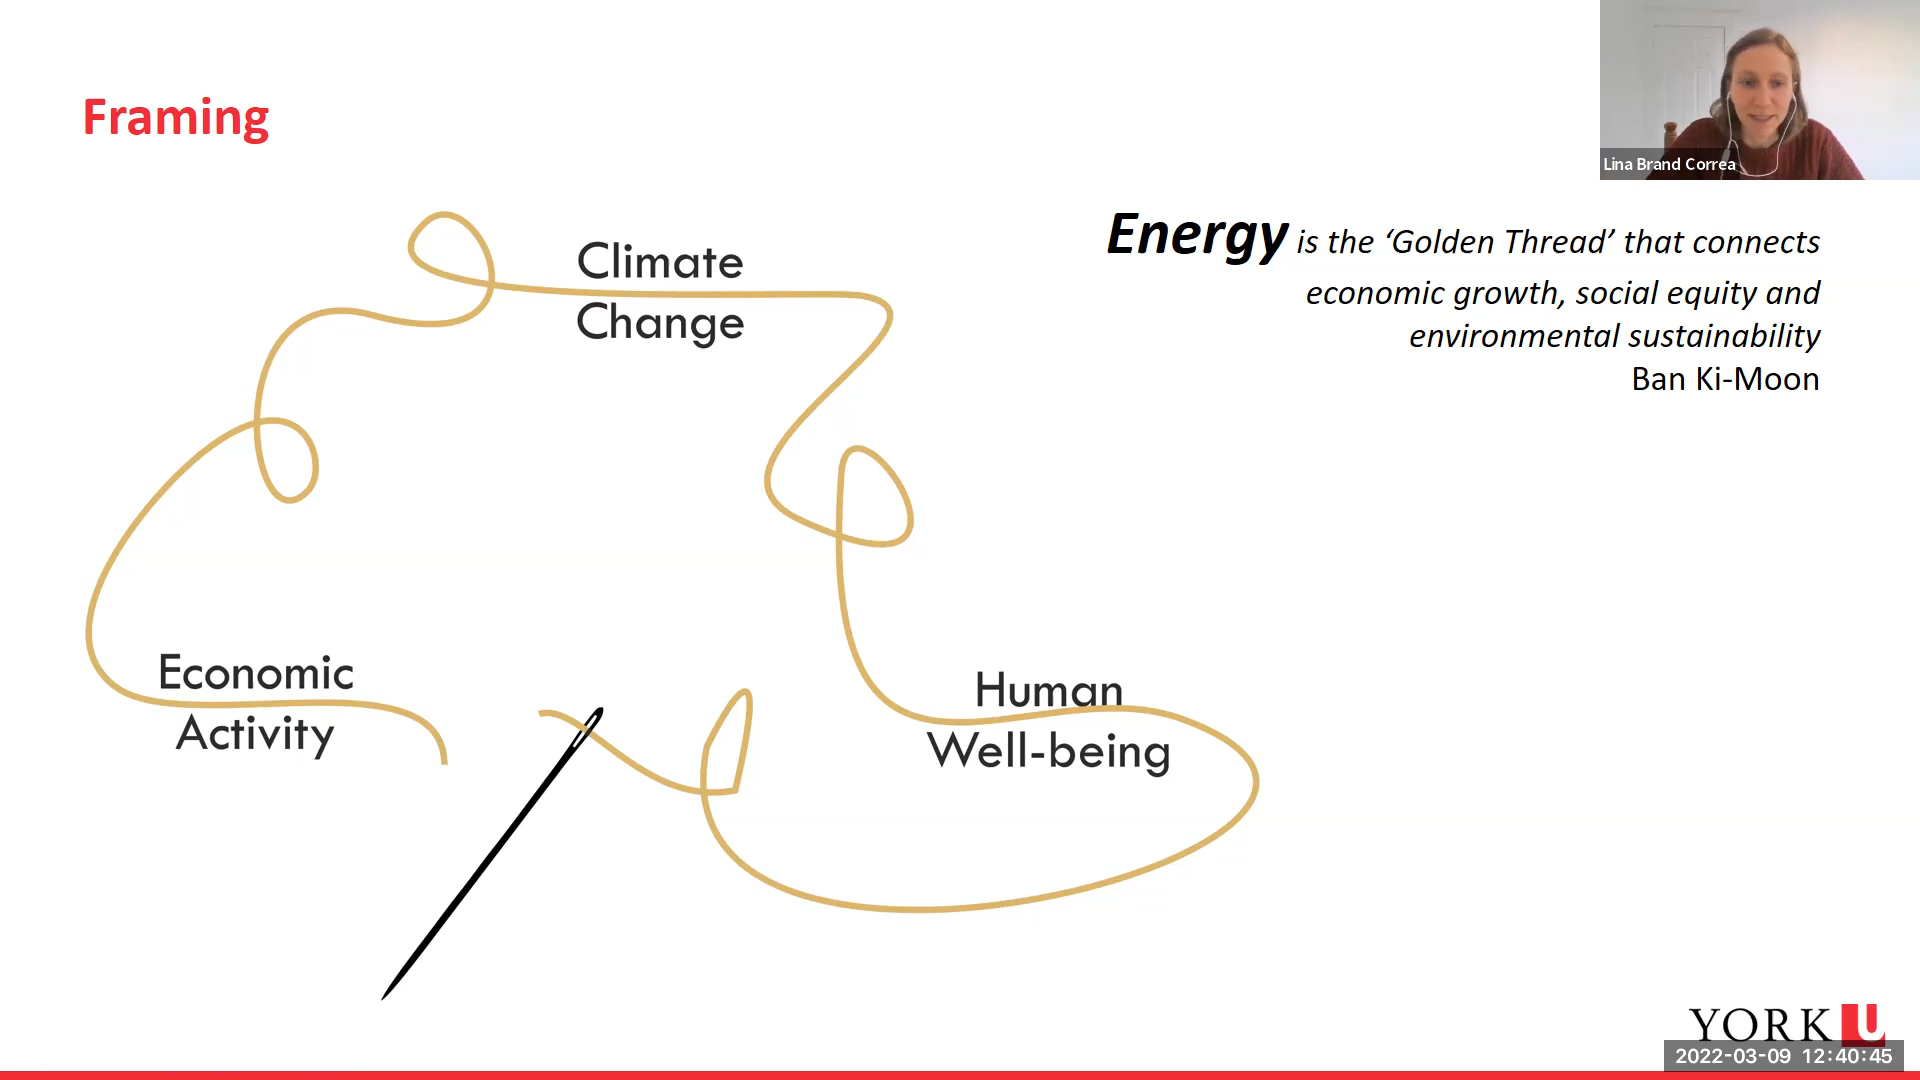 Framing
Lina Brand Correa
Energy is the ‘Golden Thread’ that connects
economic growth, social equity and
environmental sustainability
Ban Ki-Moon
Climate
Change
Economic
Activity
Human
Well-being
YORK U
2022-03-09 12:40:45